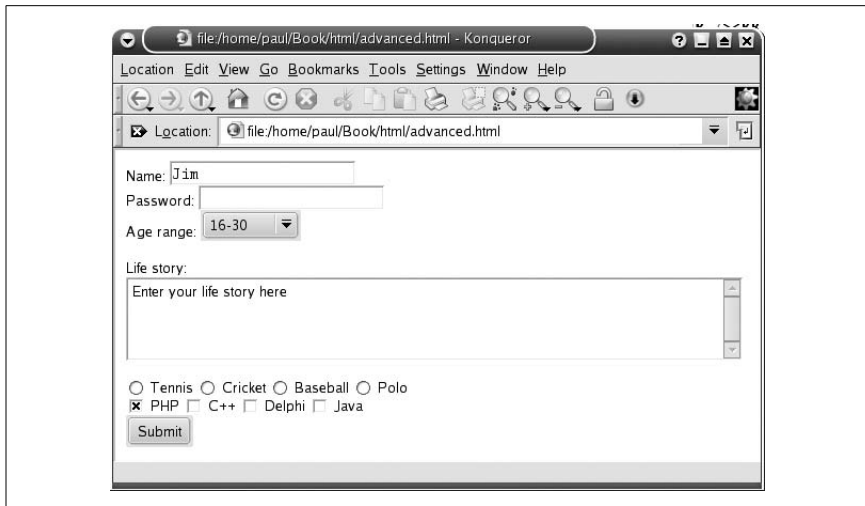 file:/home/paul/Book/html/advanced.html - Konqueror
Location Edit View Go Bookmarks Tools Settings Window Help
Location: file:/home/paul/Book/html/advanced.html
Name: Jim
Password:
Age range: 16-30
Life story:
Enter your life story here
Tennis Cricket Baseball Polo
PHP C++ Delphi Java
Submit